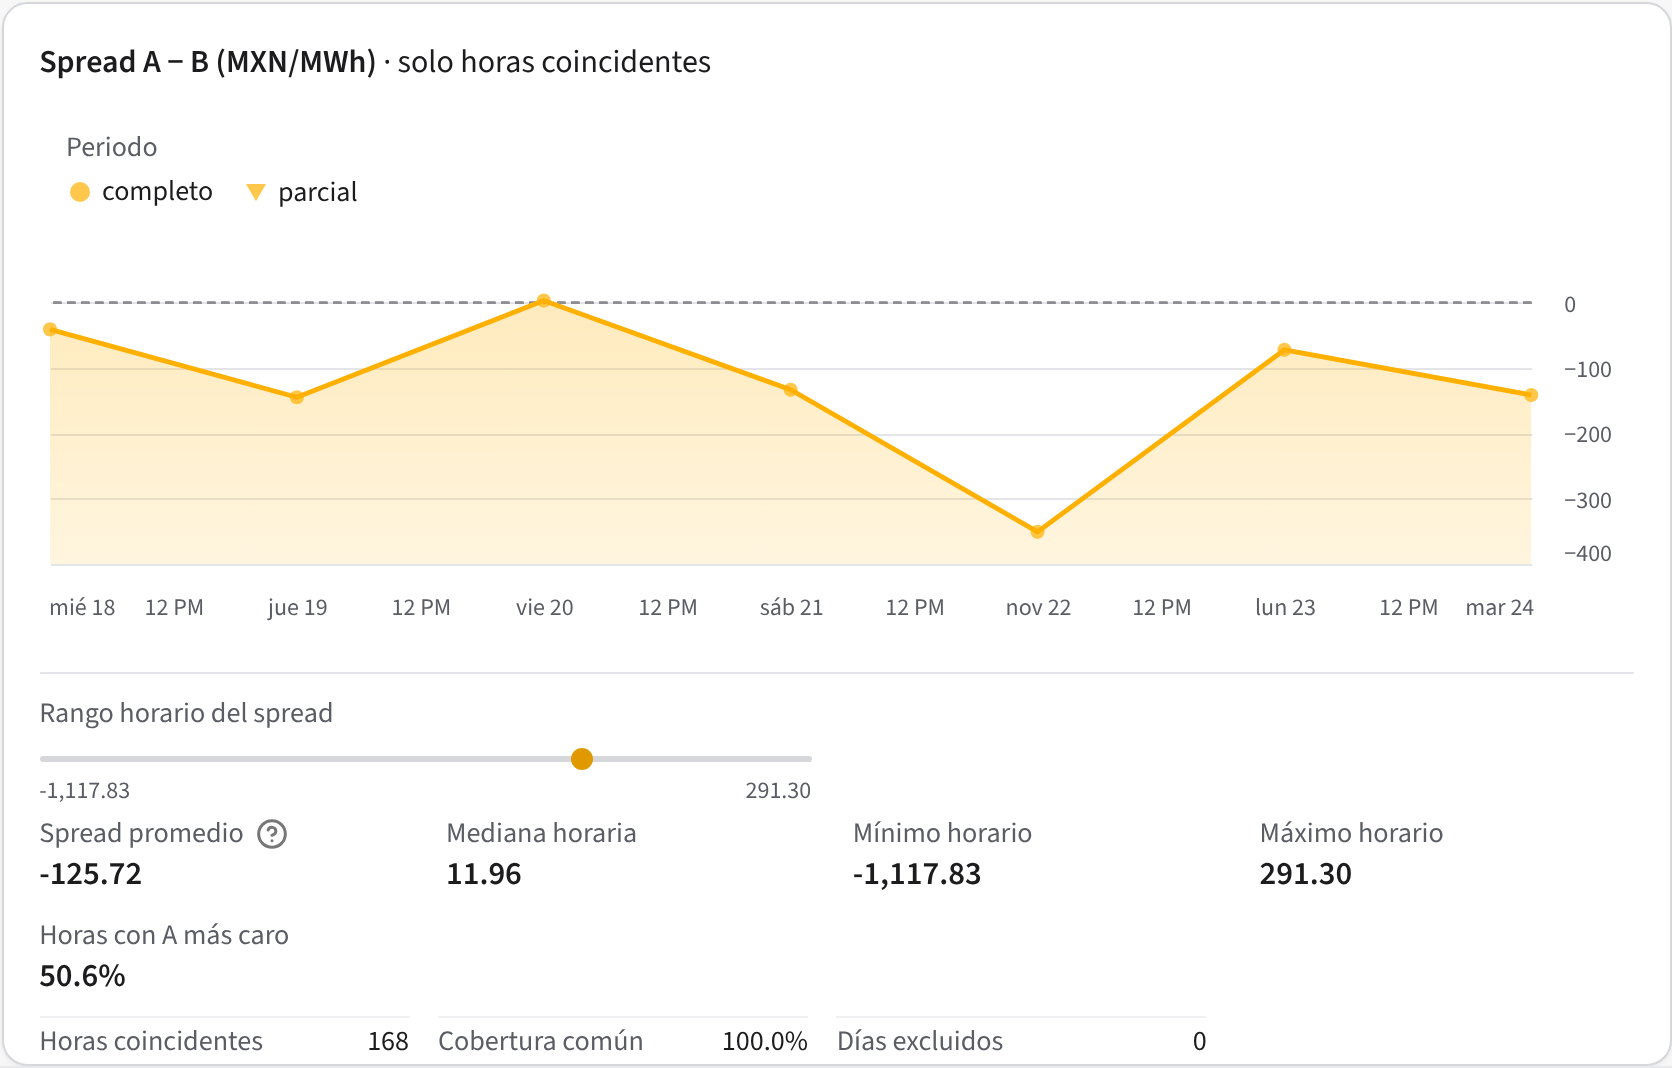 Spread A − B (MXN/MWh) · solo horas coincidentes
Periodo
completo parcial
0
−100
−200
−300
−400
mié 18 12 PM jue 19 12 PM vie 20 12 PM sáb 21 12 PM nov 22 12 PM lun 23 12 PM mar 24
Rango horario del spread
-1,117.83 291.30
Spread promedio ? Mediana horaria Mínimo horario Máximo horario
-125.72 11.96 -1,117.83 291.30
Horas con A más caro
50.6%
Horas coincidentes 168 Cobertura común 100.0% Días excluidos 0